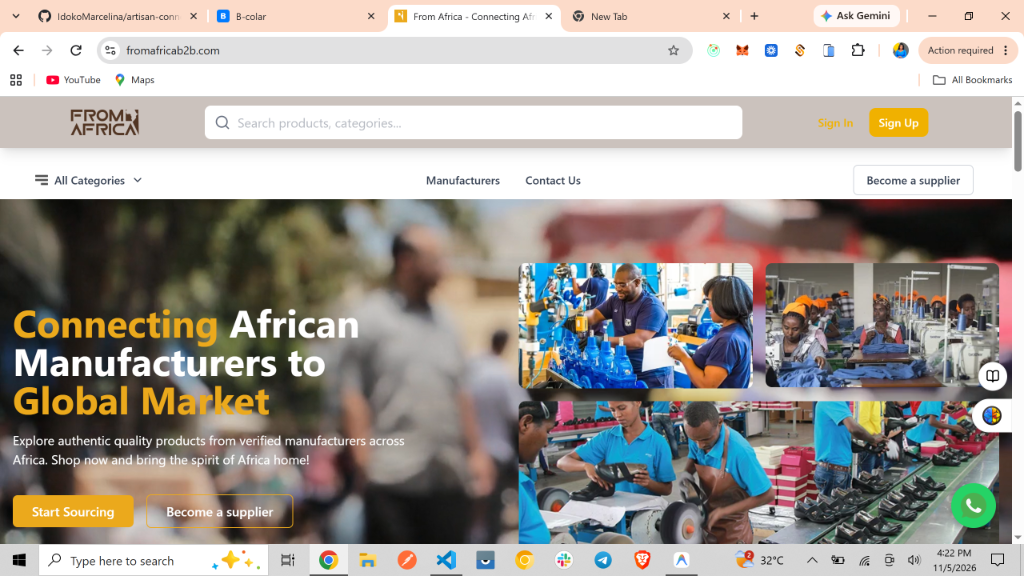 IdokoMarcelina/artisan-conn
B-colar
From Africa - Connecting Afr
New Tab
Ask Gemini
fromafricab2b.com
Action required
YouTube
Maps
All Bookmarks
FROM
AFRICA
Search products, categories...
Sign In
Sign Up
All Categories
Manufacturers
Contact Us
Become a supplier
Connecting African
Manufacturers to
Global Market
Explore authentic quality products from verified manufacturers across
Africa. Shop now and bring the spirit of Africa home!
Start Sourcing
Become a supplier
Type here to search
2
32°C
4:22 PM
11/5/2026